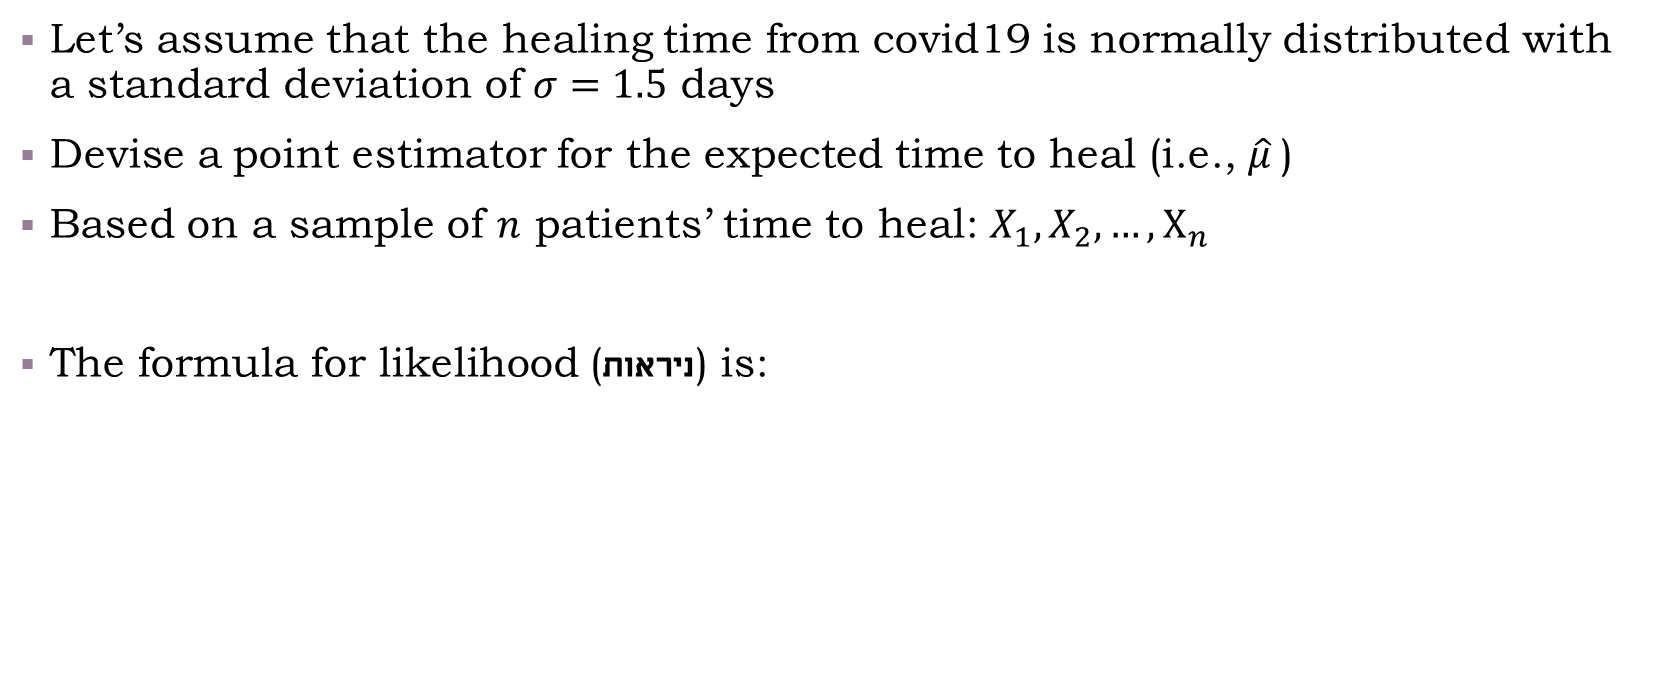 ▪ Let’s assume that the healing time from covid19 is normally distributed with
a standard deviation of 𝜎 = 1.5 days
▪ Devise a point estimator for the expected time to heal (i.e., 𝜇̂ )
▪ Based on a sample of 𝑛 patients’ time to heal: 𝑋₁, 𝑋₂, … , Xₙ
▪ The formula for likelihood (ניראות) is: